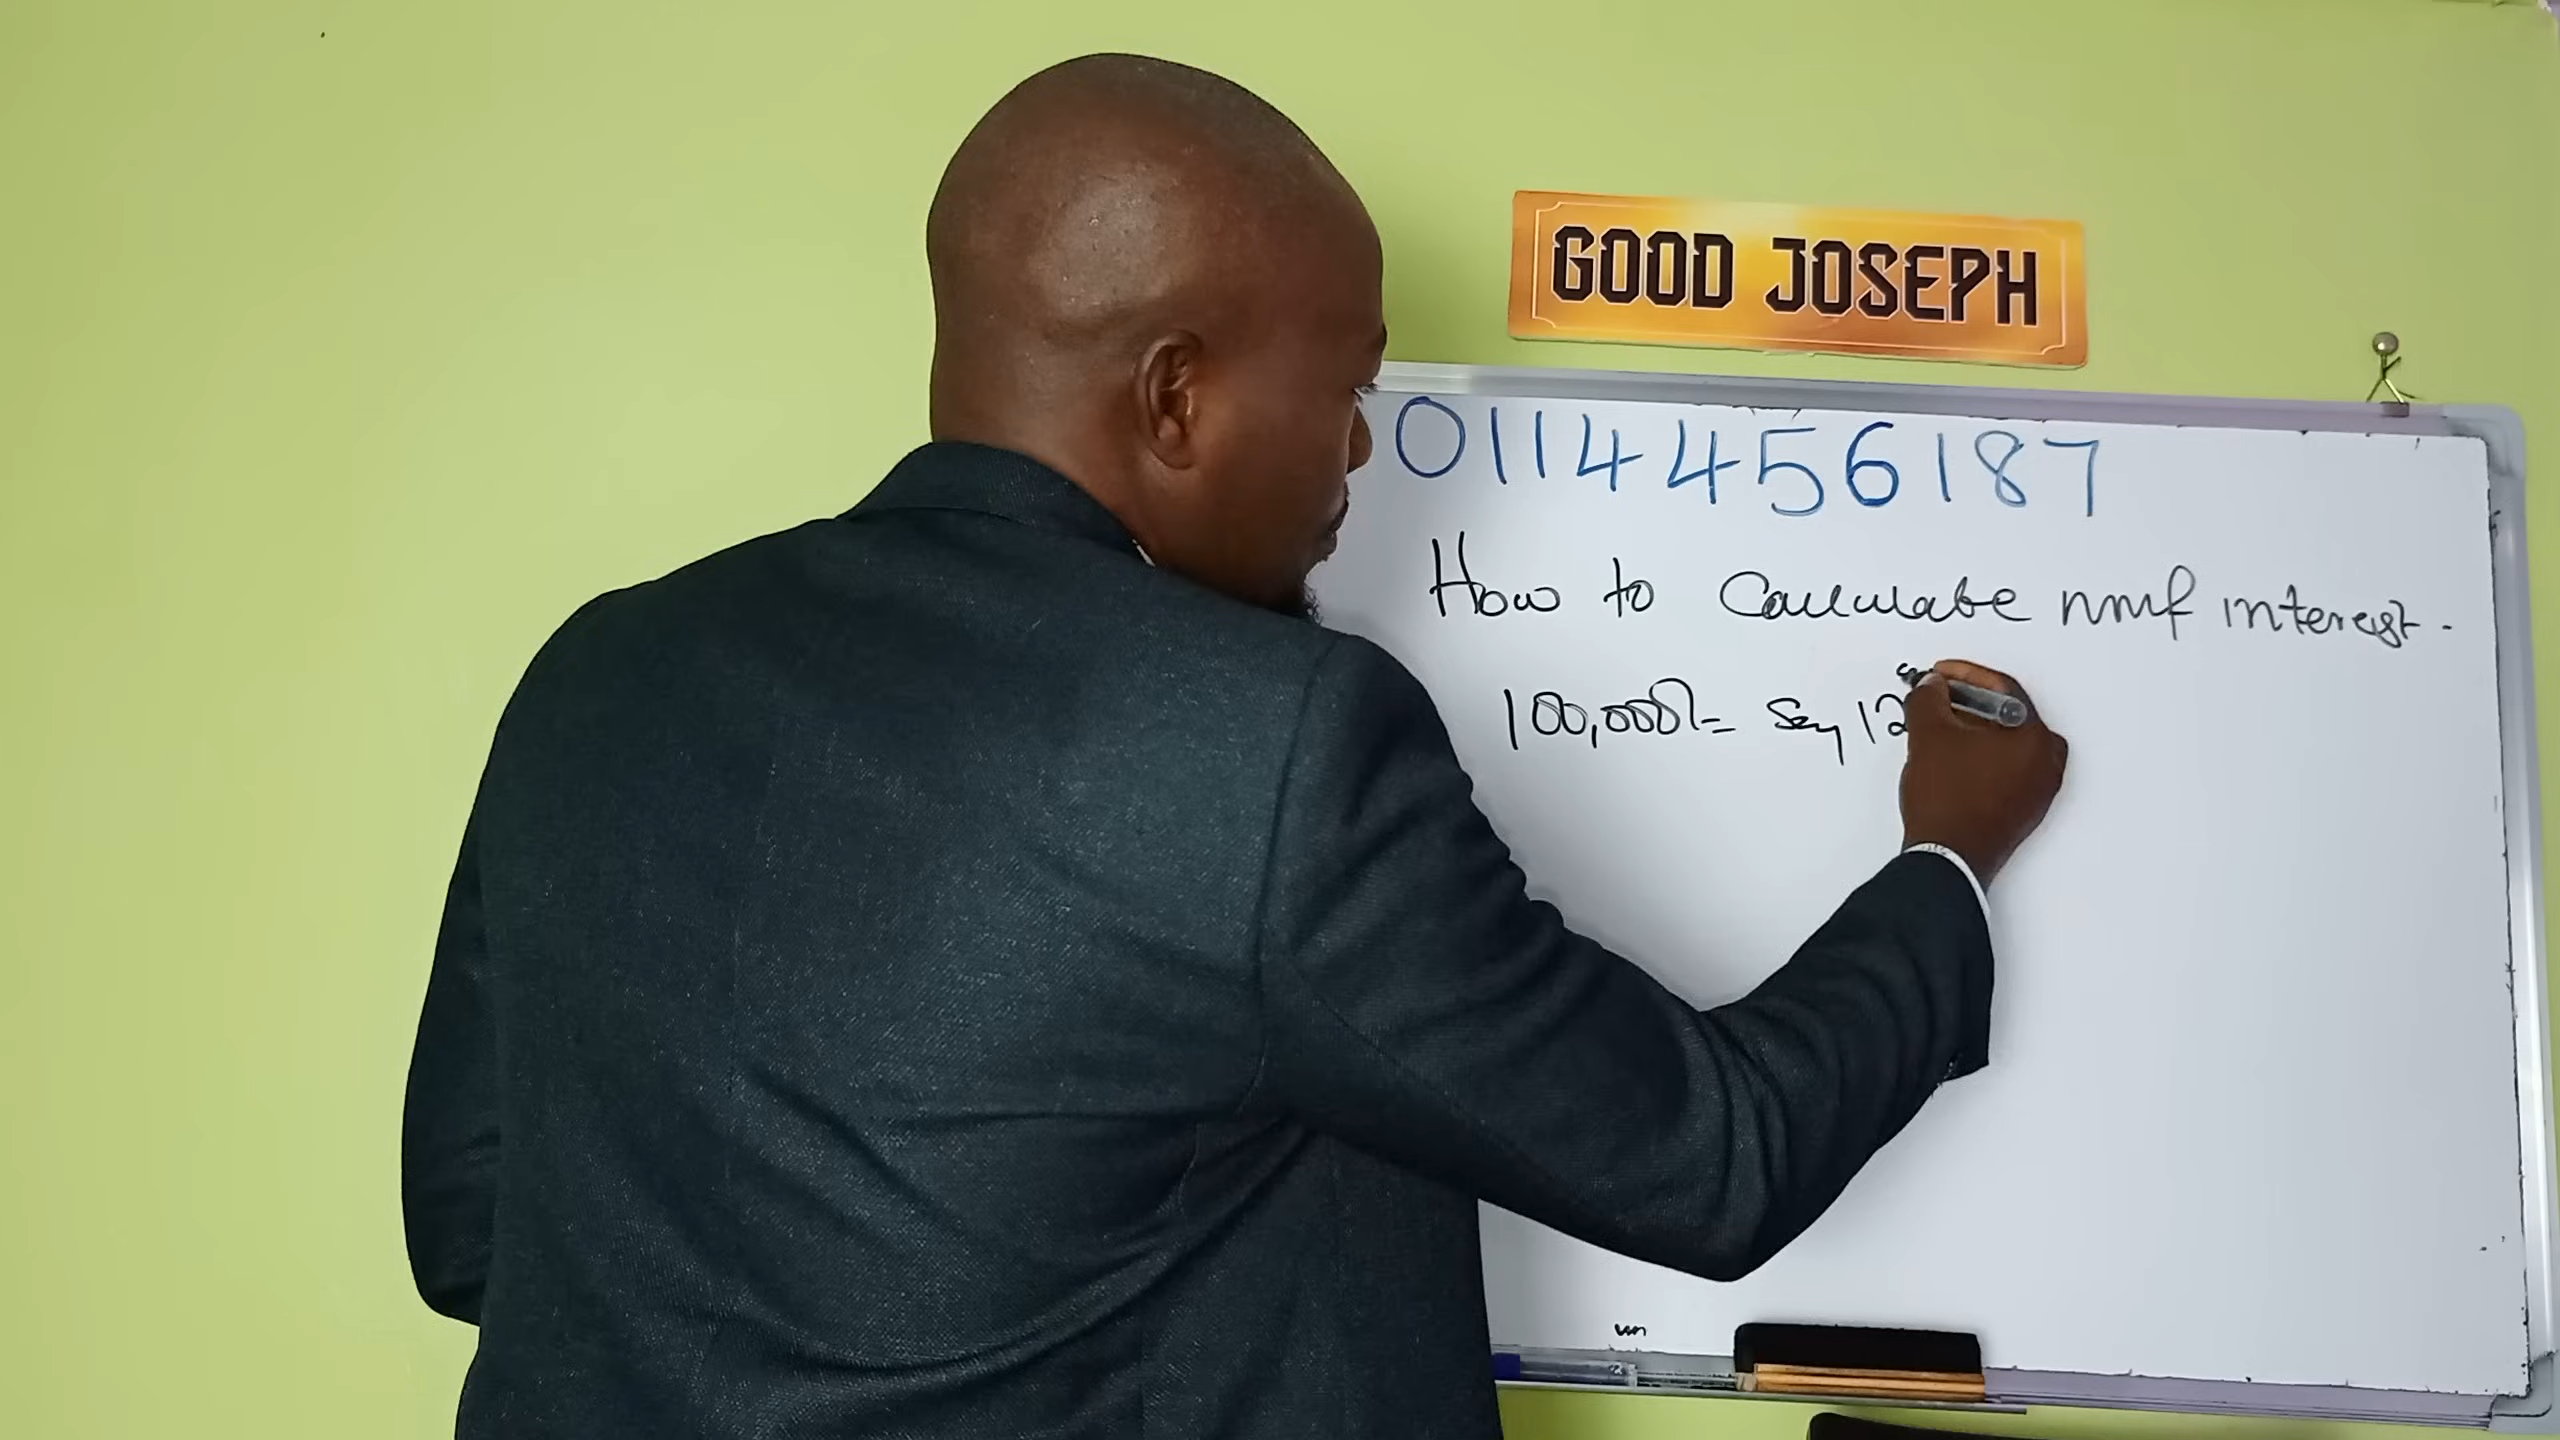 GOOD JOSEPH
0114456187
How to Calculate mmf interest.
100,000/= Say 12